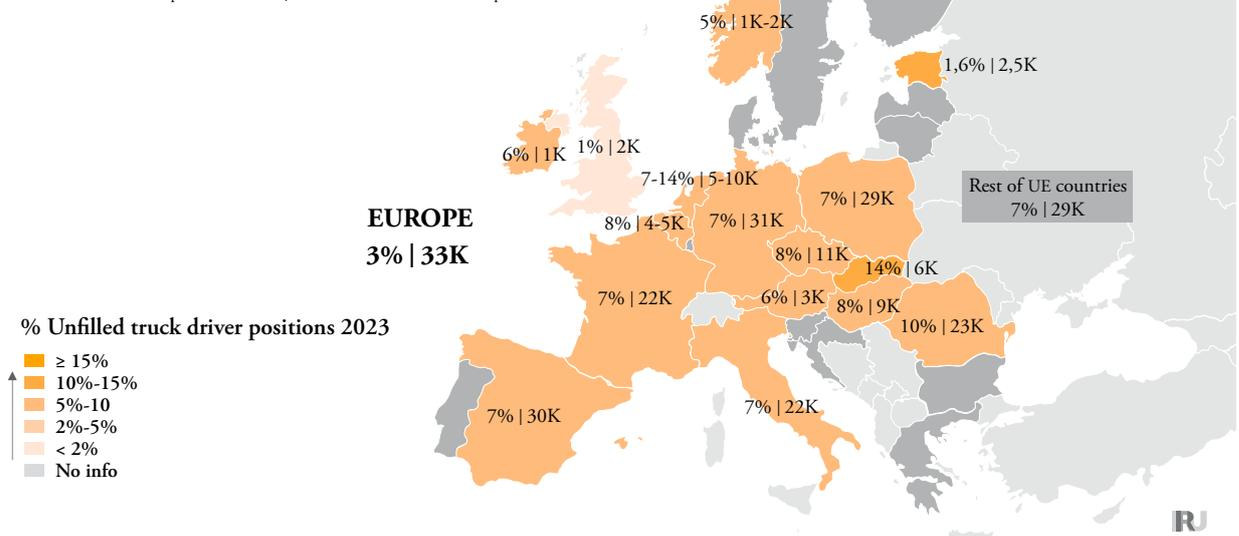 5% | 1K-2K
1,6% | 2,5K
6% | 1K
1% | 2K
7-14% | 5-10K
7% | 29K
Rest of UE countries
7% | 29K
EUROPE
3% | 33K
8% | 4-5K
7% | 31K
8% | 11K
14% | 6K
7% | 22K
6% | 3K
8% | 9K
10% | 23K
% Unfilled truck driver positions 2023
≥ 15%
10%-15%
5%-10
2%-5%
< 2%
No info
7% | 30K
7% | 22K
IRU